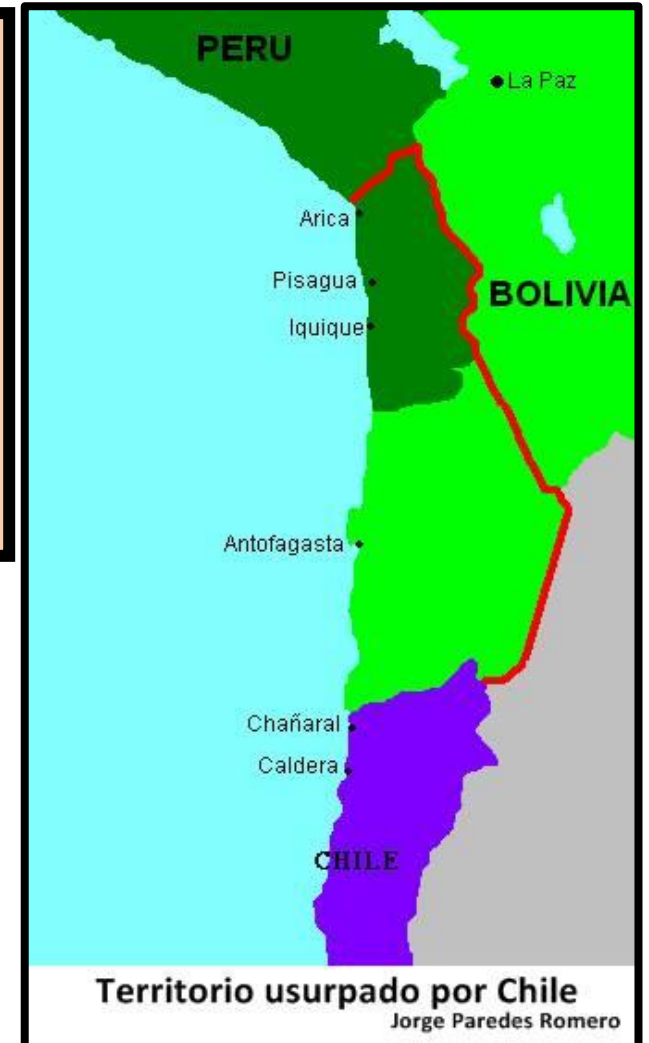 PERU
La Paz
Arica
Pisagua
BOLIVIA
Iquique
Antofagasta
Chañaral
Caldera
CHILE
Territorio usurpado por Chile
Jorge Paredes Romero